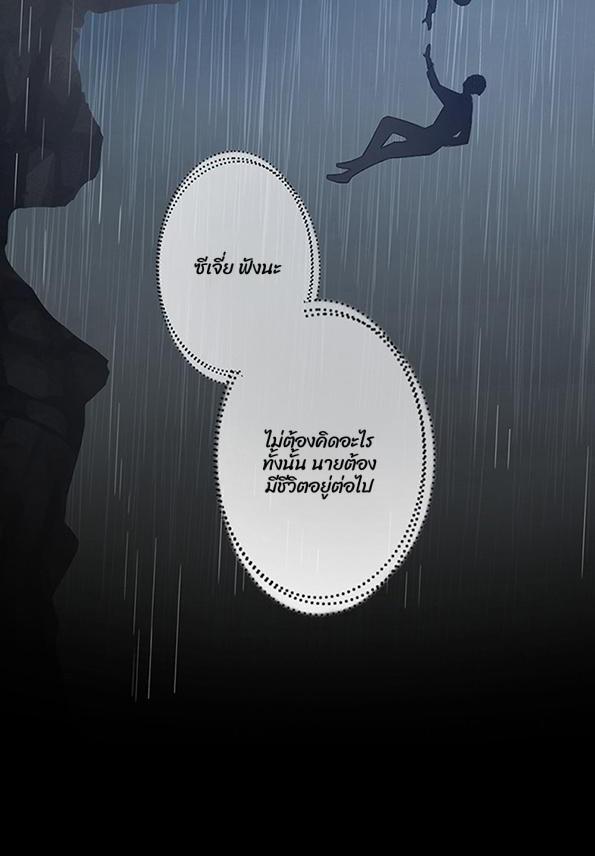 ซีเจี่ย ฟังนะ
ไม่ต้องคิดอะไร
ทั้งนั้น นายต้อง
มีชีวิตอยู่ต่อไป